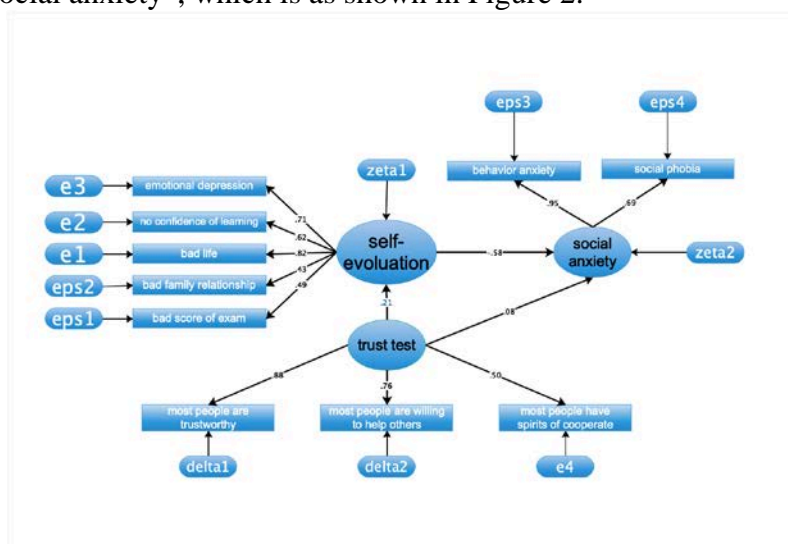 ocial anxiety", which is as shown in Figure 2.
eps3
eps4
behavior anxiety
social phobia
zeta1
e3
emotional depression
e2
no confidence of learning
e1
bad life
eps2
bad family relationship
eps1
bad score of exam
.71
.62
.82
.43
.49
self-
evoluation
-.58
.95
.69
social
anxiety
zeta2
.21
.08
trust test
.88
.76
.50
most people are
trustworthy
most people are willing
to help others
most people have
spirits of cooperate
delta1
delta2
e4